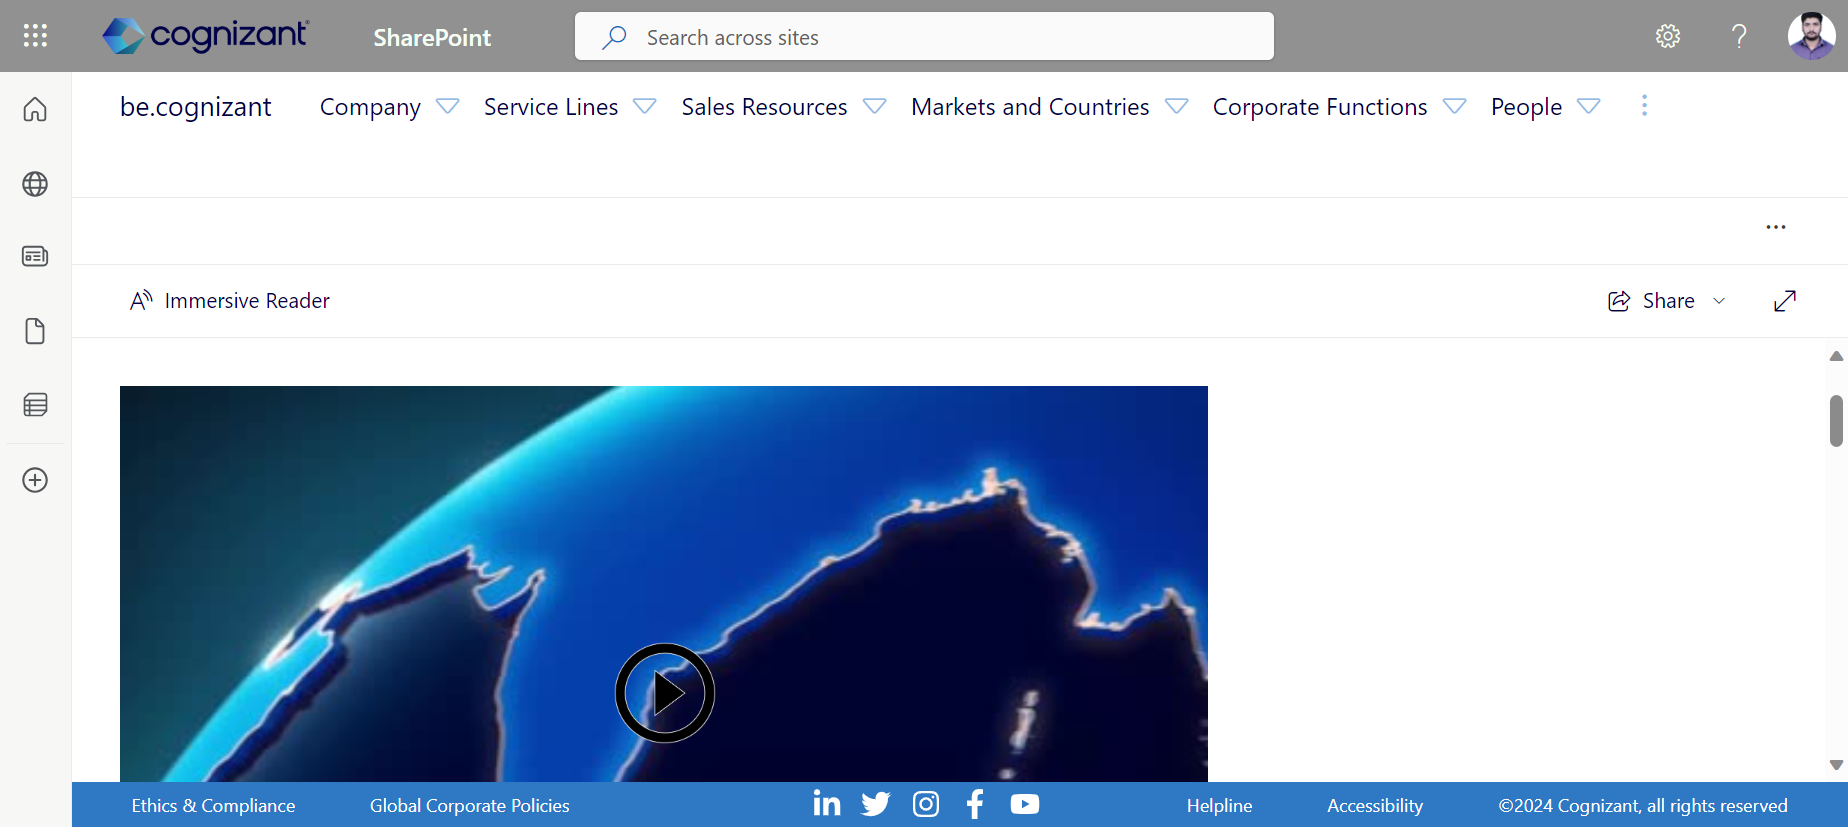 cognizant
SharePoint
Search across sites
be.cognizant
Company
Service Lines
Sales Resources
Markets and Countries
Corporate Functions
People
Immersive Reader
Share
Ethics & Compliance
Global Corporate Policies
Helpline
Accessibility
©2024 Cognizant, all rights reserved